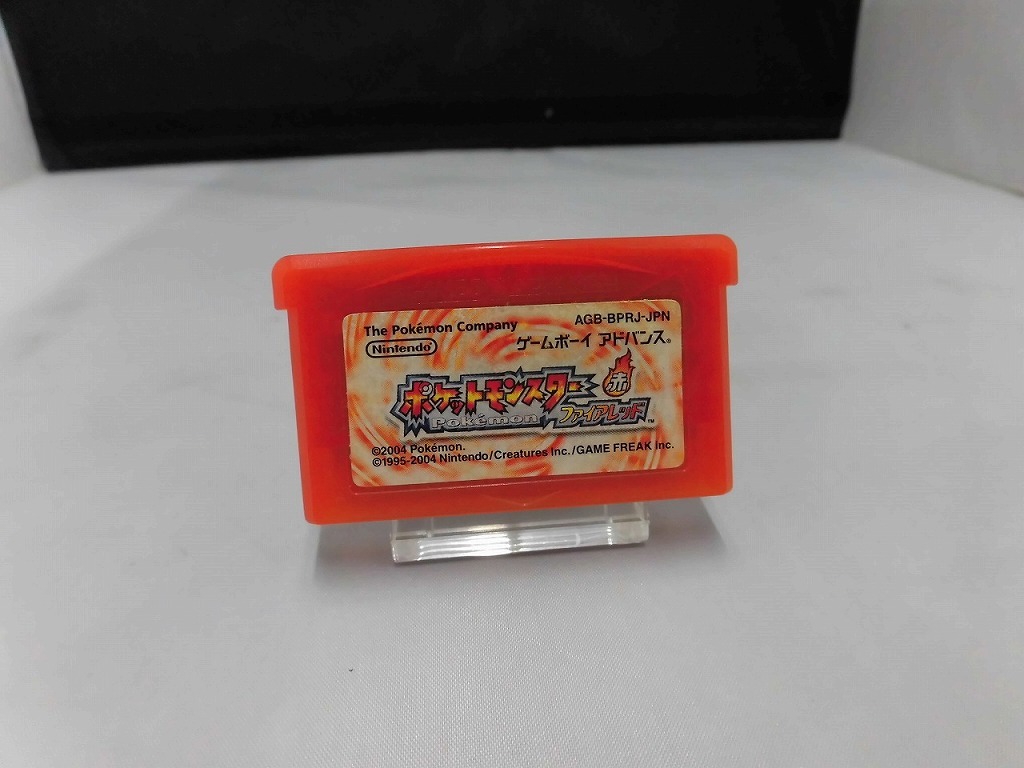 The Pokémon Company
AGB-BPRJ-JPN
Nintendo®
ゲームボーイ アドバンス®
ポケットモンスター
赤
Pokémon
ファイアレッド™
©2004 Pokémon.
©1995-2004 Nintendo/Creatures Inc./GAME FREAK Inc.